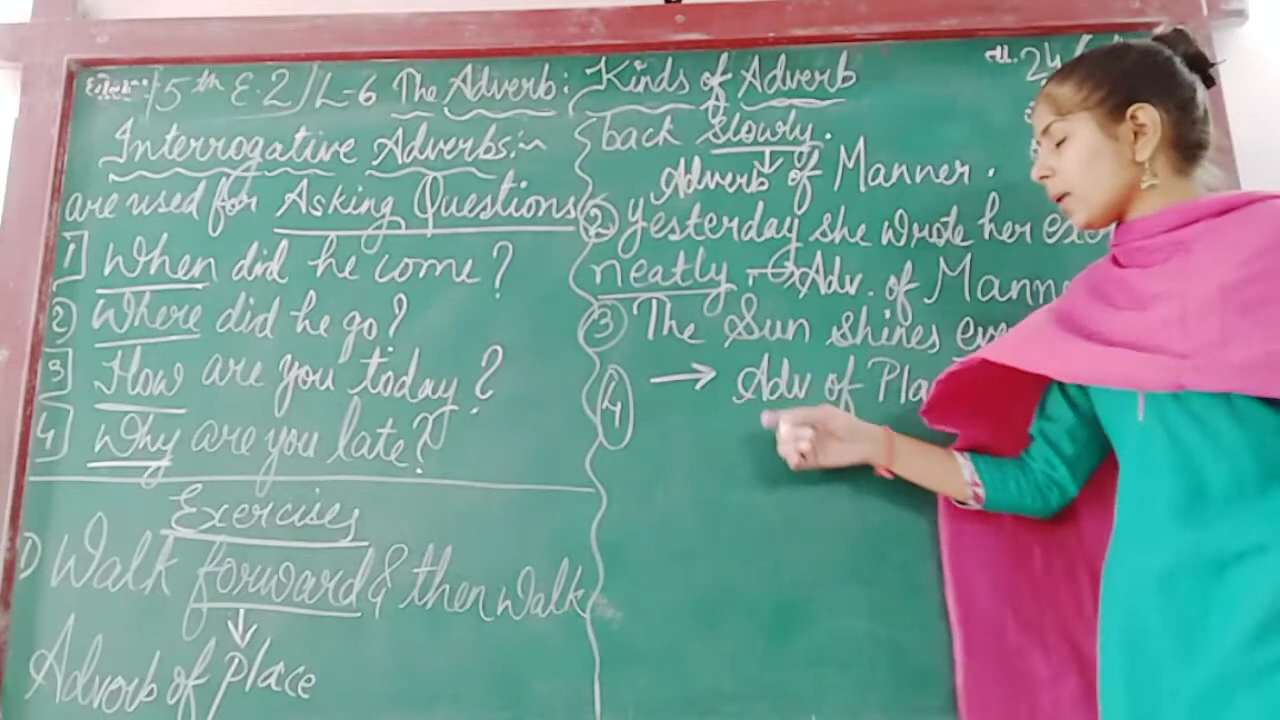 5th E.2 L-6 The Adverb: Kinds of Adverb
24
Interrogative Adverbs:~
are used for Asking Questions
1] When did he come?
2) Where did he go?
3] How are you today?
4] Why are you late?
Exercises
1) Walk forward & then walk
Adverb of Place
back slowly.
Adverb of Manner.
② yesterday she wrote her
neatly → Adv. of
③ The Sun shines
→ Adv of
④